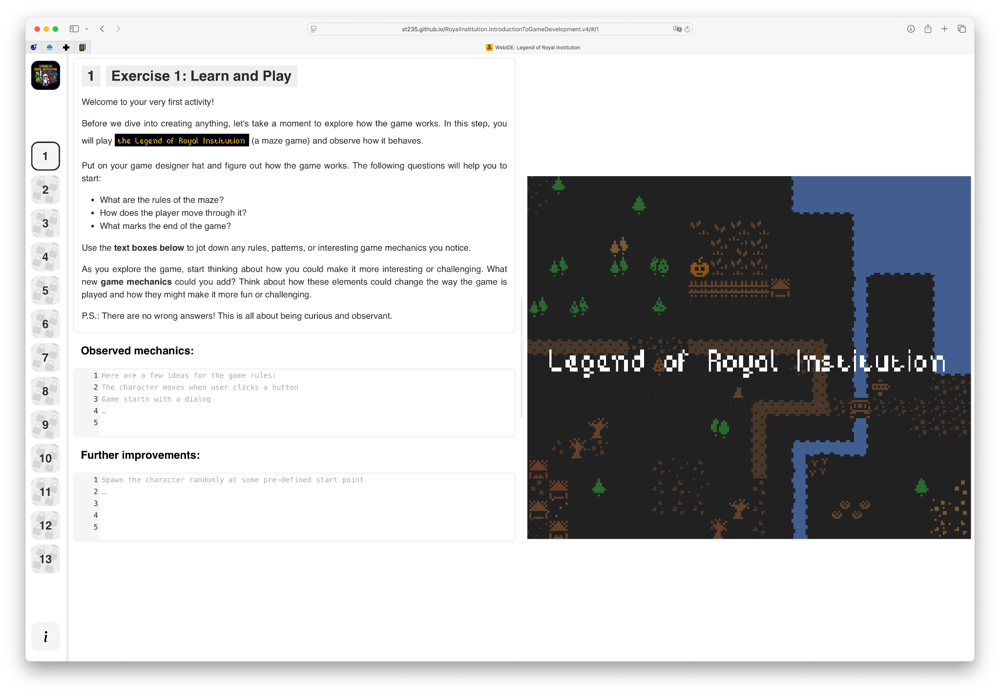 st235.github.io/RoyalInstitution.IntroductionToGameDevelopment.v4/#/1
WebIDE: Legend of Royal Institution
LEGEND OF
ROYAL INSTITUTION
1
2
3
4
5
6
7
8
9
10
11
12
13
i
1 Exercise 1: Learn and Play
Welcome to your very first activity!
Before we dive into creating anything, let's take a moment to explore how the game works. In this step, you
will play the Legend of Royal Institution (a maze game) and observe how it behaves.
Put on your game designer hat and figure out how the game works. The following questions will help you to
start:
• What are the rules of the maze?
• How does the player move through it?
• What marks the end of the game?
Use the text boxes below to jot down any rules, patterns, or interesting game mechanics you notice.
As you explore the game, start thinking about how you could make it more interesting or challenging. What
new game mechanics could you add? Think about how these elements could change the way the game is
played and how they might make it more fun or challenging.
P.S.: There are no wrong answers! This is all about being curious and observant.
Observed mechanics:
1 Here are a few ideas for the game rules:
2 The character moves when user clicks a button
3 Game starts with a dialog
4 …
5
Further improvements:
1 Spawn the character randomly at some pre-defined start point
2 …
3
4
5
Legend of Royal Institution
Click